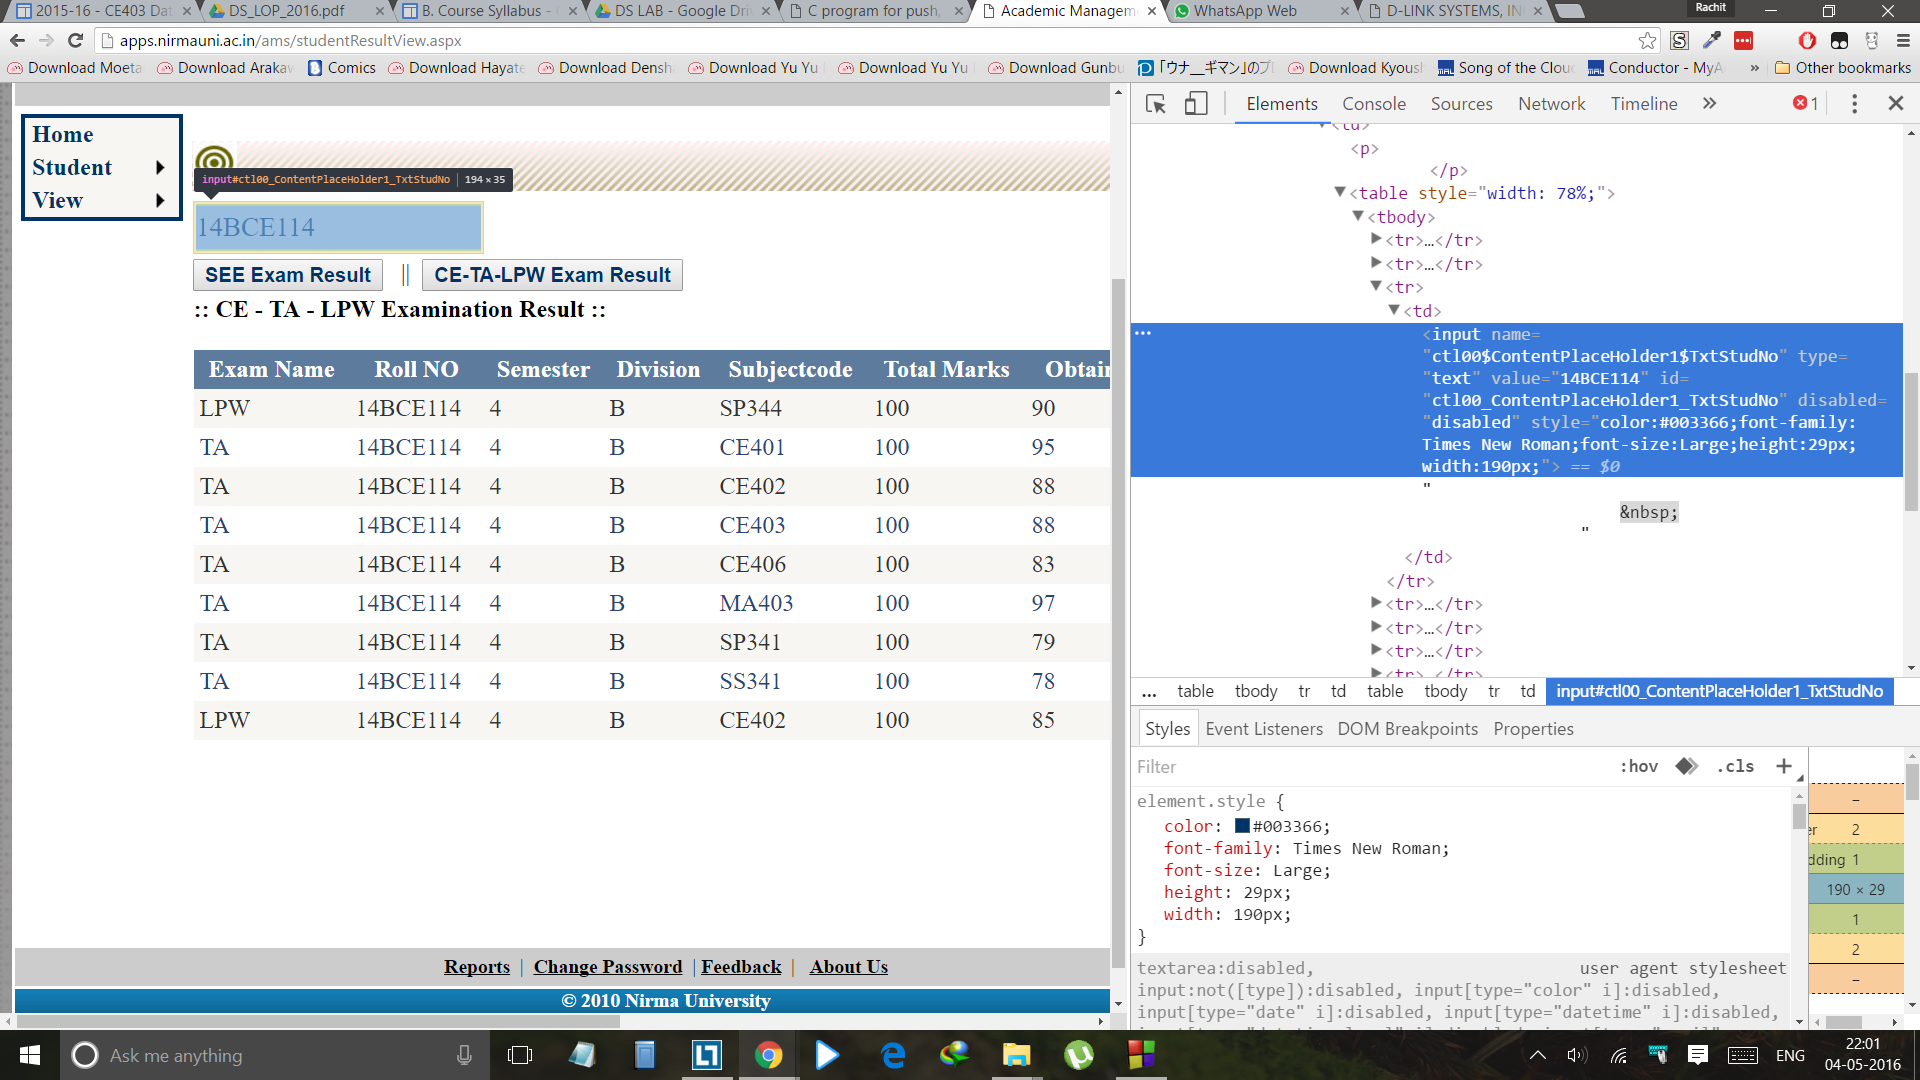 2015-16 - CE403 Dat
DS_LOP_2016.pdf
B. Course Syllabus -
DS LAB - Google Dri
C program for push,
Academic Managem
WhatsApp Web
D-LINK SYSTEMS, IN
Rachit
apps.nirmauni.ac.in/ams/studentResultView.aspx
Download Moeta
Download Arakaw
Comics
Download Hayate
Download Densh
Download Yu Yu
Download Yu Yu
Download Gunbu
「ウナ__ギマン」のプ
Download Kyoush
Song of the Clou
Conductor - MyA
»
Other bookmarks
Home
Student
View
input#ctl00_ContentPlaceHolder1_TxtStudNo | 194 × 35
14BCE114
SEE Exam Result || CE-TA-LPW Exam Result
:: CE - TA - LPW Examination Result ::
Exam Name Roll NO Semester Division Subjectcode Total Marks Obtain
LPW 14BCE114 4 B SP344 100 90
TA 14BCE114 4 B CE401 100 95
TA 14BCE114 4 B CE402 100 88
TA 14BCE114 4 B CE403 100 88
TA 14BCE114 4 B CE406 100 83
TA 14BCE114 4 B MA403 100 97
TA 14BCE114 4 B SP341 100 79
TA 14BCE114 4 B SS341 100 78
LPW 14BCE114 4 B CE402 100 85
Reports | Change Password | Feedback | About Us
© 2010 Nirma University
Elements Console Sources Network Timeline » 1
<td>
<p>
</p>
<table style="width: 78%;">
<tbody>
<tr>…</tr>
<tr>…</tr>
<tr>
<td>
<input name=
"ctl00$ContentPlaceHolder1$TxtStudNo" type=
"text" value="14BCE114" id=
"ctl00_ContentPlaceHolder1_TxtStudNo" disabled=
"disabled" style="color:#003366;font-family:
Times New Roman;font-size:Large;height:29px;
width:190px;"> == $0
"
&nbsp;
"
</td>
</tr>
<tr>…</tr>
<tr>…</tr>
<tr>…</tr>
<tr>…</tr>
... table tbody tr td table tbody tr td input#ctl00_ContentPlaceHolder1_TxtStudNo
Styles Event Listeners DOM Breakpoints Properties
Filter :hov .cls +
element.style {
color: #003366;
font-family: Times New Roman;
font-size: Large;
height: 29px;
width: 190px;
}
textarea:disabled, user agent stylesheet
input:not([type]):disabled, input[type="color" i]:disabled,
input[type="date" i]:disabled, input[type="datetime" i]:disabled,
–
er 2
dding 1
190 × 29
1
2
–
Ask me anything
ENG
22:01
04-05-2016